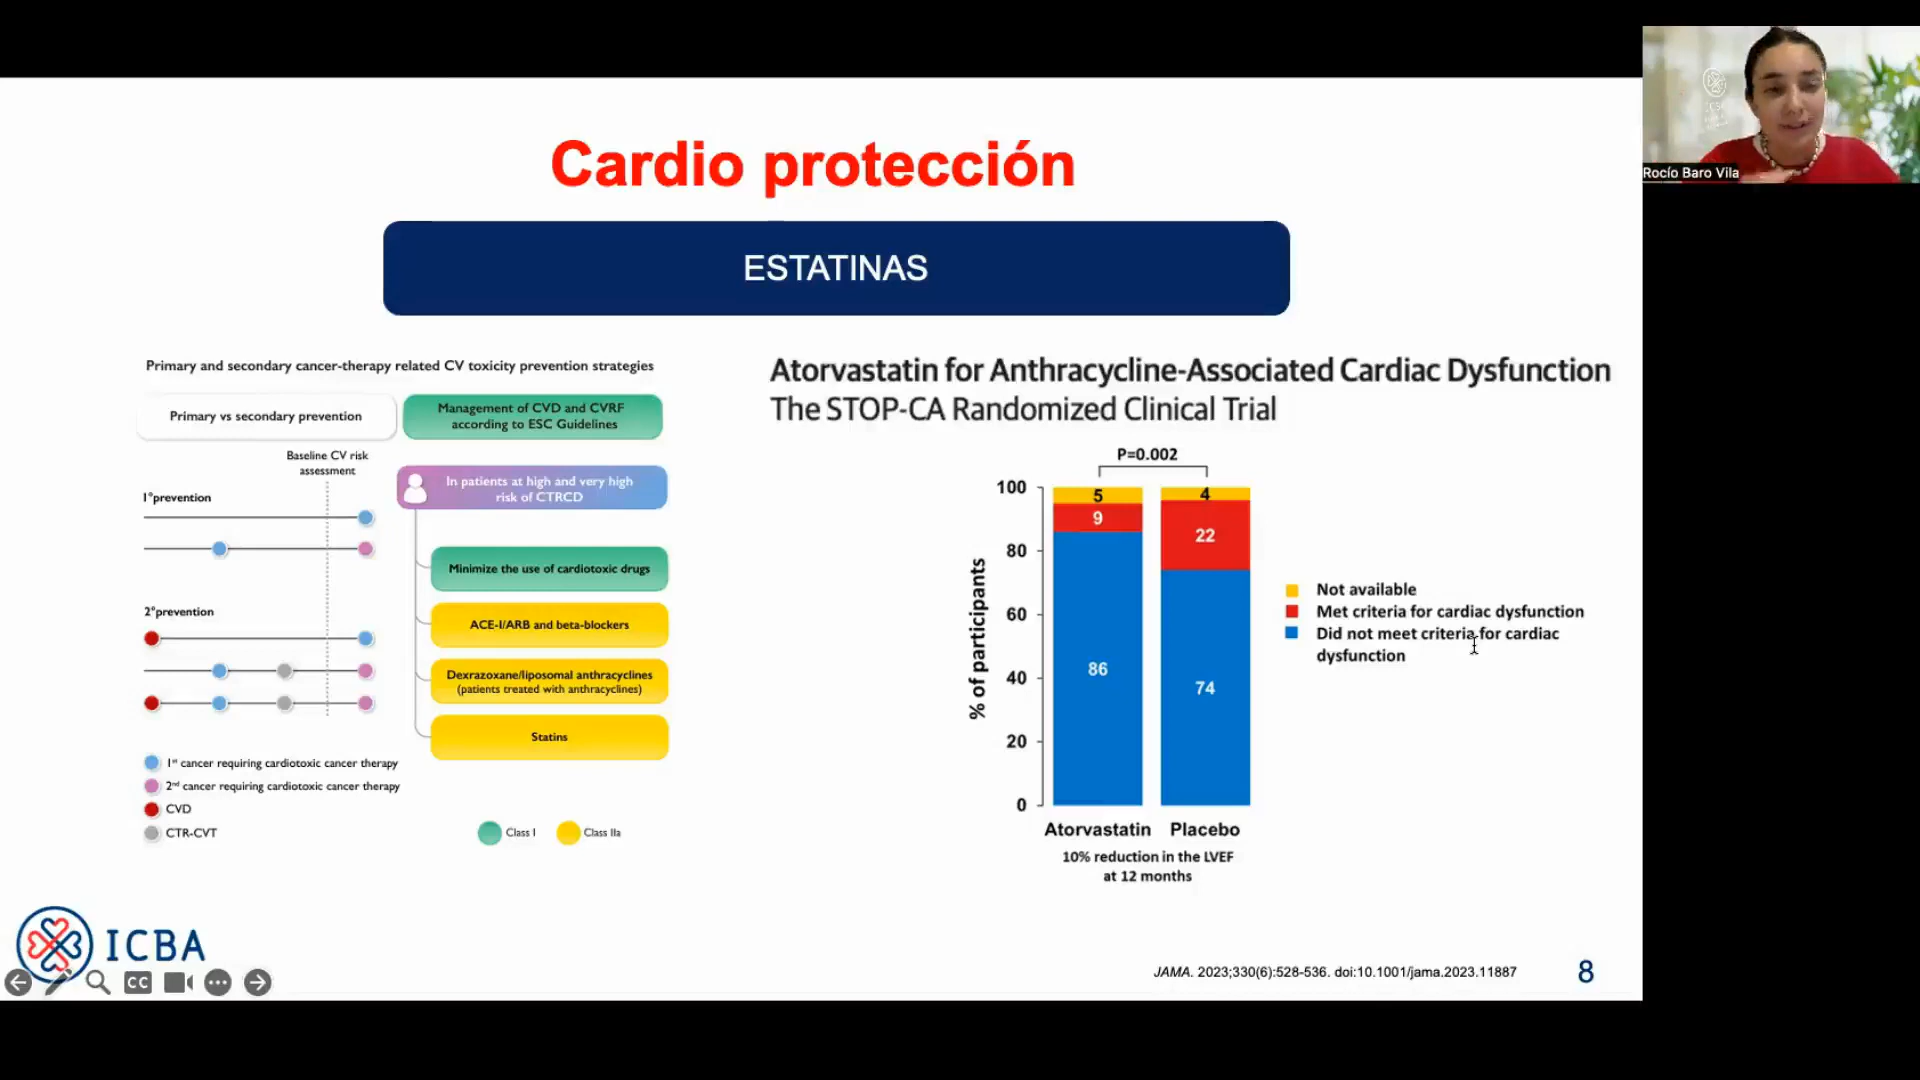 Cardio protección
ESTATINAS
Primary and secondary cancer-therapy related CV toxicity prevention strategies
Primary vs secondary prevention
Management of CVD and CVRF
according to ESC Guidelines
Baseline CV risk
assessment
In patients at high and very high
risk of CTRCD
1°prevention
Minimize the use of cardiotoxic drugs
2°prevention
ACE-I/ARB and beta-blockers
Dexrazoane/liposomal anthracyclines
(patients treated with anthracyclines)
Statins
1st cancer requiring cardiotoxic cancer therapy
2nd cancer requiring cardiotoxic cancer therapy
CVD
CTR-CVT
Class I
Class IIa
Atorvastatin for Anthracycline-Associated Cardiac Dysfunction
The STOP-CA Randomized Clinical Trial
P=0.002
% of participants
100
80
60
40
20
0
5
9
86
4
22
74
Atorvastatin
Placebo
10% reduction in the LVEF
at 12 months
Not available
Met criteria for cardiac dysfunction
Did not meet criteria for cardiac
dysfunction
ICBA
CC
JAMA. 2023;330(6):528-536. doi:10.1001/jama.2023.11887
8
Rocío Baro Vila